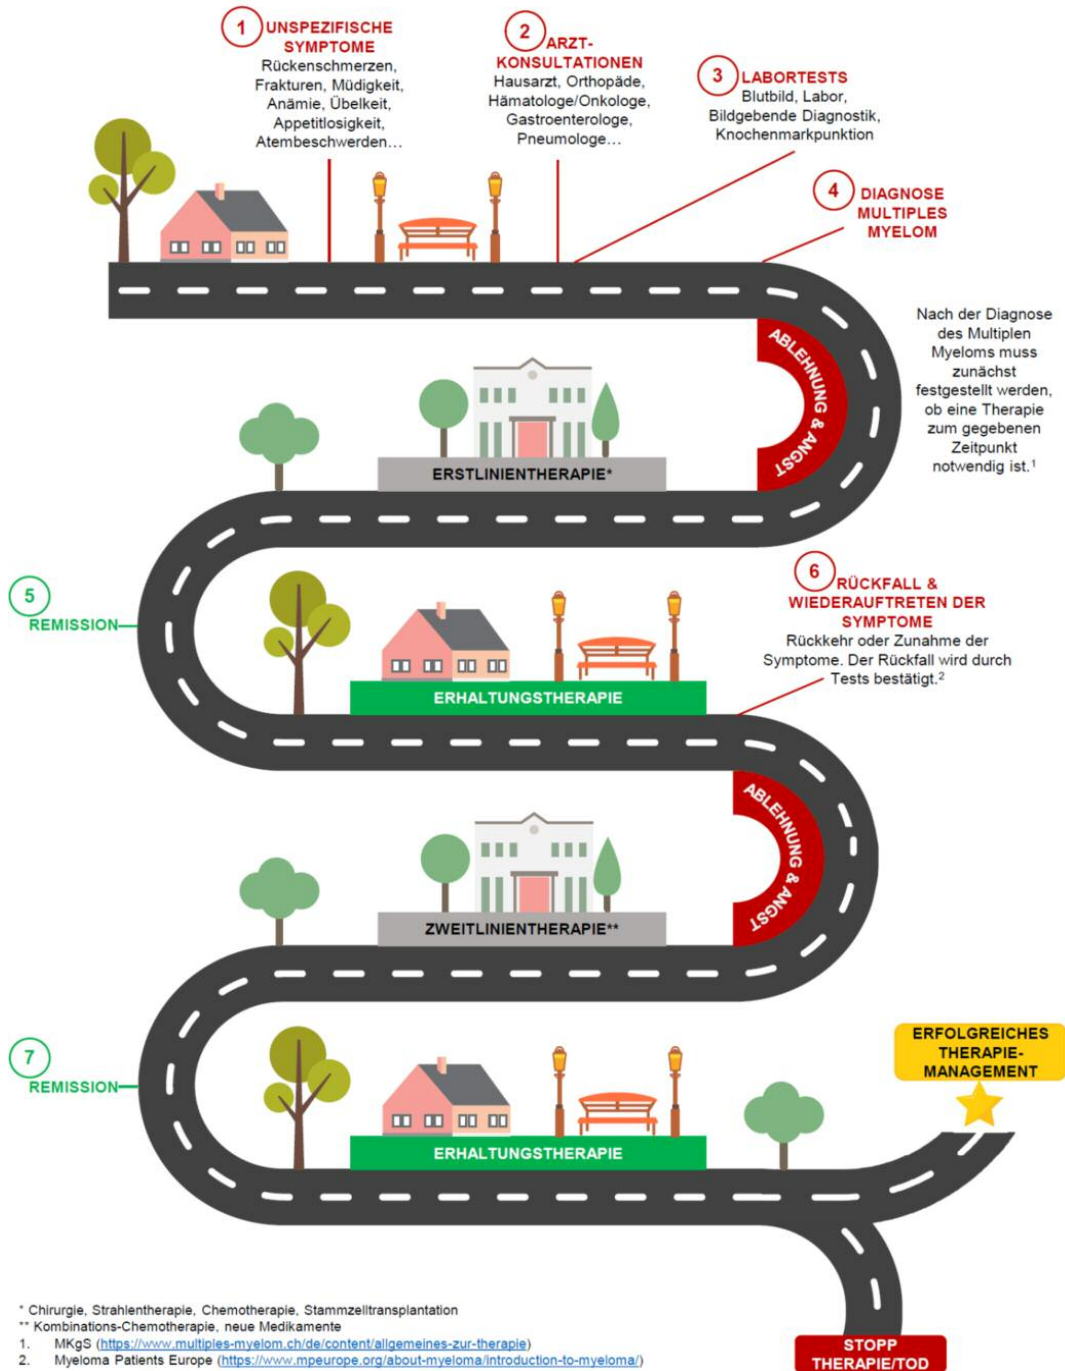 1 UNSPEZIFISCHE
SYMPTOME
Rückenschmerzen,
Frakturen, Müdigkeit,
Anämie, Übelkeit,
Appetitlosigkeit,
Atembeschwerden…
2 ARZT-
KONSULTATIONEN
Hausarzt, Orthopäde,
Hämatologe/Onkologe,
Gastroenterologe,
Pneumologe…
3 LABORTESTS
Blutbild, Labor,
Bildgebende Diagnostik,
Knochenmarkpunktion
4 DIAGNOSE
MULTIPLES
MYELOM
ABLEHNUNG & ANGST
Nach der Diagnose
des Multiplen
Myeloms muss
zunächst
festgestellt werden,
ob eine Therapie
zum gegebenen
Zeitpunkt
notwendig ist.¹
ERSTLINIENTHERAPIE*
5
REMISSION
ERHALTUNGSTHERAPIE
6 RÜCKFALL &
WIEDERAUFTRETEN DER
SYMPTOME
Rückkehr oder Zunahme der
Symptome. Der Rückfall wird durch
Tests bestätigt.²
ABLEHNUNG & ANGST
ZWEITLINIENTHERAPIE**
7
REMISSION
ERHALTUNGSTHERAPIE
ERFOLGREICHES
THERAPIE-
MANAGEMENT
STOPP
THERAPIE/TOD
* Chirurgie, Strahlentherapie, Chemotherapie, Stammzelltransplantation
** Kombinations-Chemotherapie, neue Medikamente
1. MKgS (https://www.multiples-myelom.ch/de/content/allgemeines-zur-therapie)
2. Myeloma Patients Europe (https://www.mpeurope.org/about-myeloma/introduction-to-myeloma/)